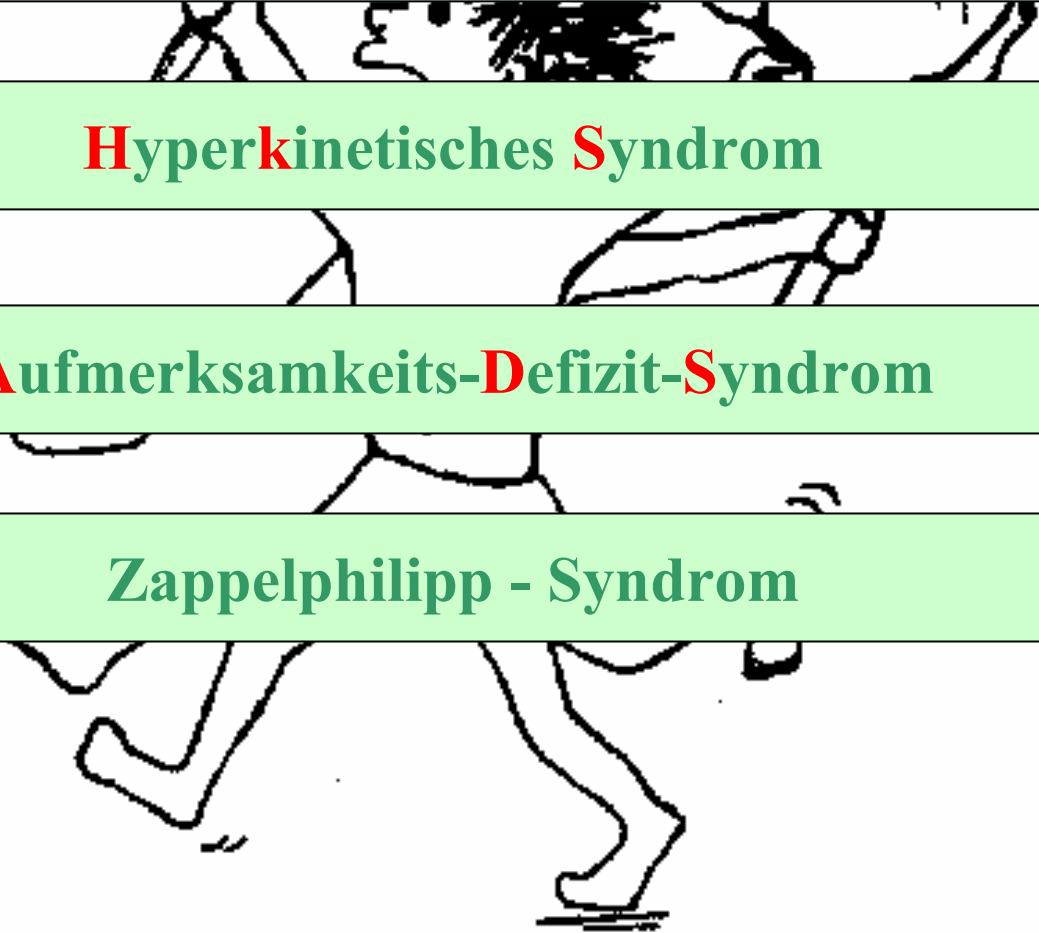 Hyperkinetisches Syndrom
Aufmerksamkeits-Defizit-Syndrom
Zappelphilipp - Syndrom